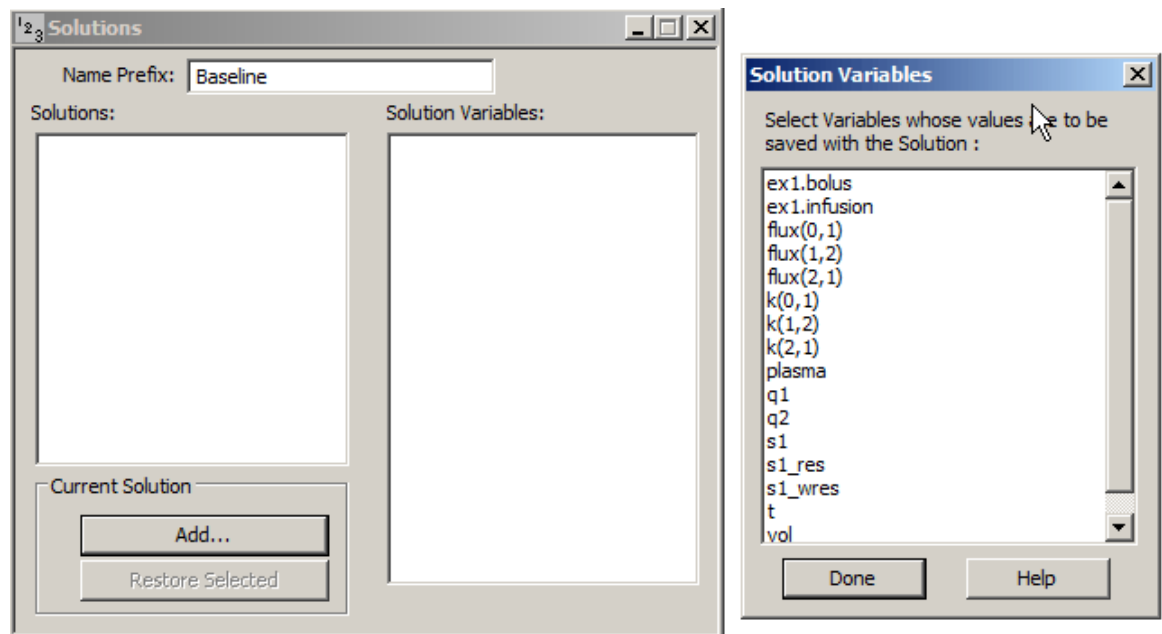 123 Solutions
Name Prefix: Baseline
Solutions:
Solution Variables:
Current Solution
Add...
Restore Selected
Solution Variables
Select Variables whose values to be
saved with the Solution :
ex1.bolus
ex1.infusion
flux(0,1)
flux(1,2)
flux(2,1)
k(0,1)
k(1,2)
k(2,1)
plasma
q1
q2
s1
s1_res
s1_wres
t
vol
Done
Help